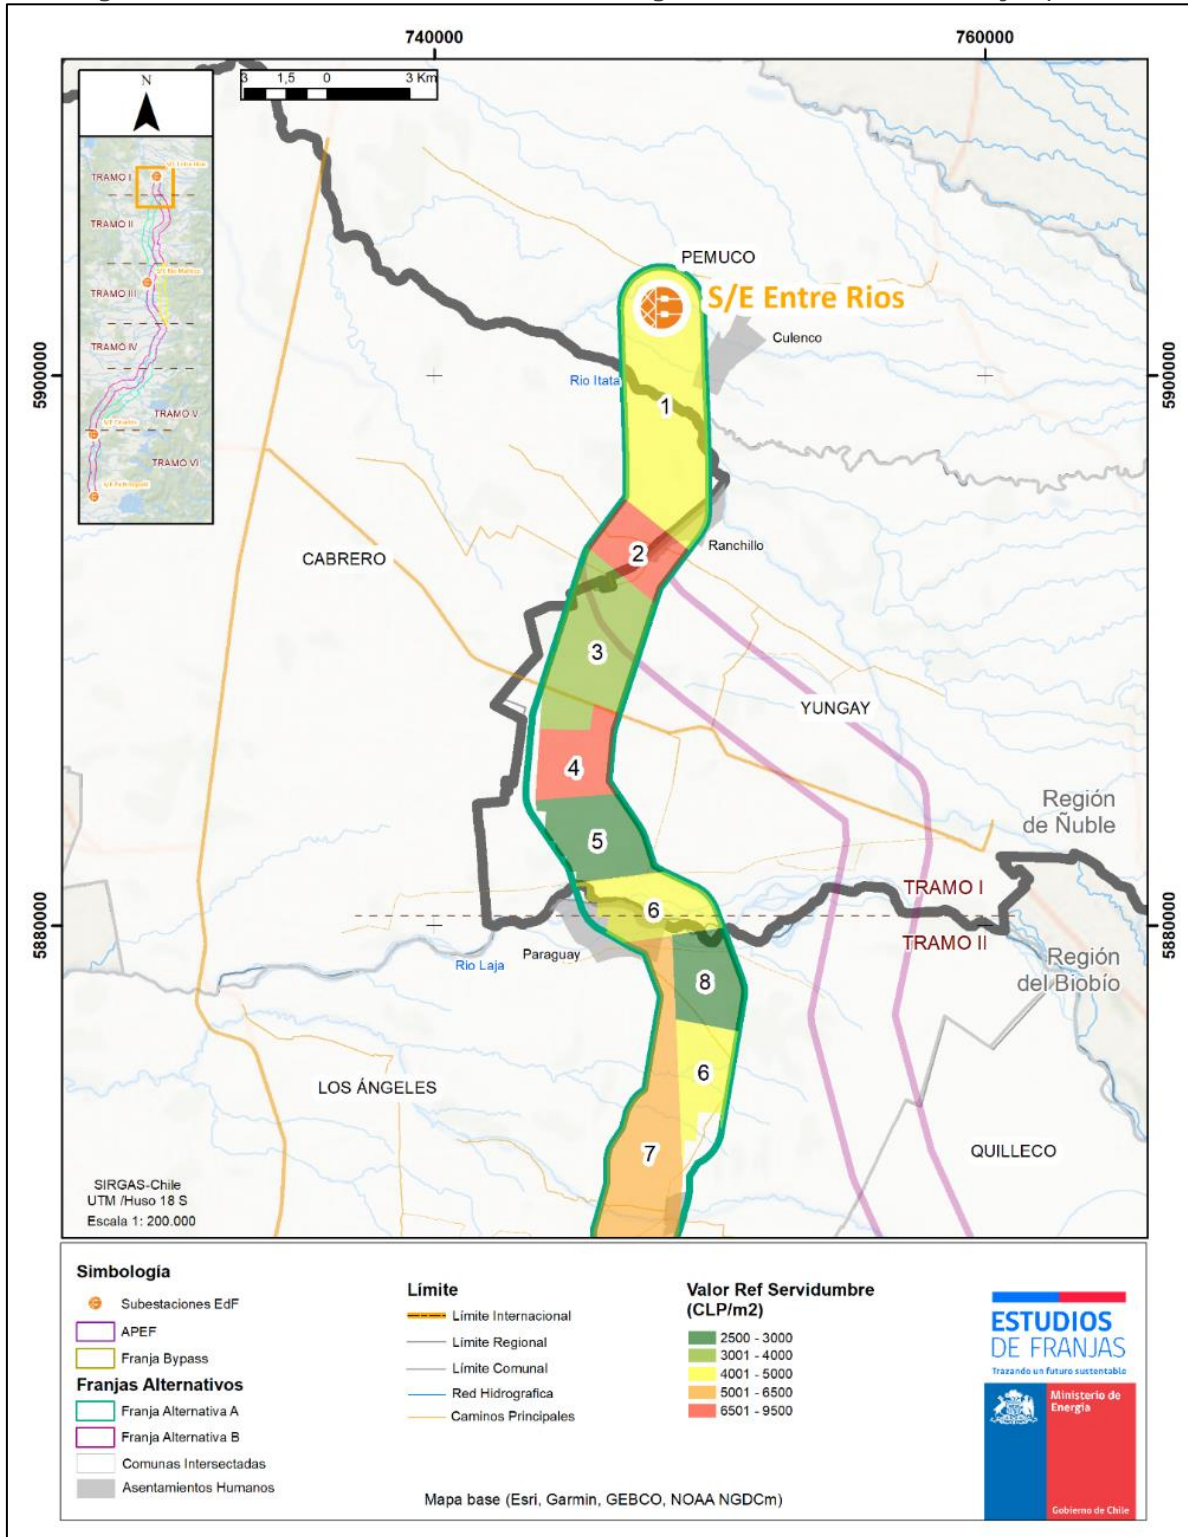 740000
760000
3 1,5 0 3 Km
N
TRAMO I
TRAMO II
TRAMO III
TRAMO IV
TRAMO V
TRAMO VI
PEMUCO
S/E Entre Rios
Culenco
5900000
5900000
Rio Itata
1
2
Ranchillo
CABRERO
3
YUNGAY
4
Región
de Ñuble
5
TRAMO I
6
5880000
5880000
TRAMO II
Paraguay
Rio Laja
Región
del Biobío
8
6
LOS ÁNGELES
7
QUILLECO
SIRGAS-Chile
UTM /Huso 18 S
Escala 1: 200.000
Simbología
Subestaciones EdF
APEF
Franja Bypass
Franjas Alternativos
Franja Alternativa A
Franja Alternativa B
Comunas Intersectadas
Asentamientos Humanos
Límite
Límite Internacional
Límite Regional
Límite Comunal
Red Hidrografica
Caminos Principales
Valor Ref Servidumbre
(CLP/m2)
2500 - 3000
3001 - 4000
4001 - 5000
5001 - 6500
6501 - 9500
Mapa base (Esri, Garmin, GEBCO, NOAA NGDCm)
ESTUDIOS
DE FRANJAS
Trazando un futuro sustentable
Ministerio de
Energía
Gobierno de Chile